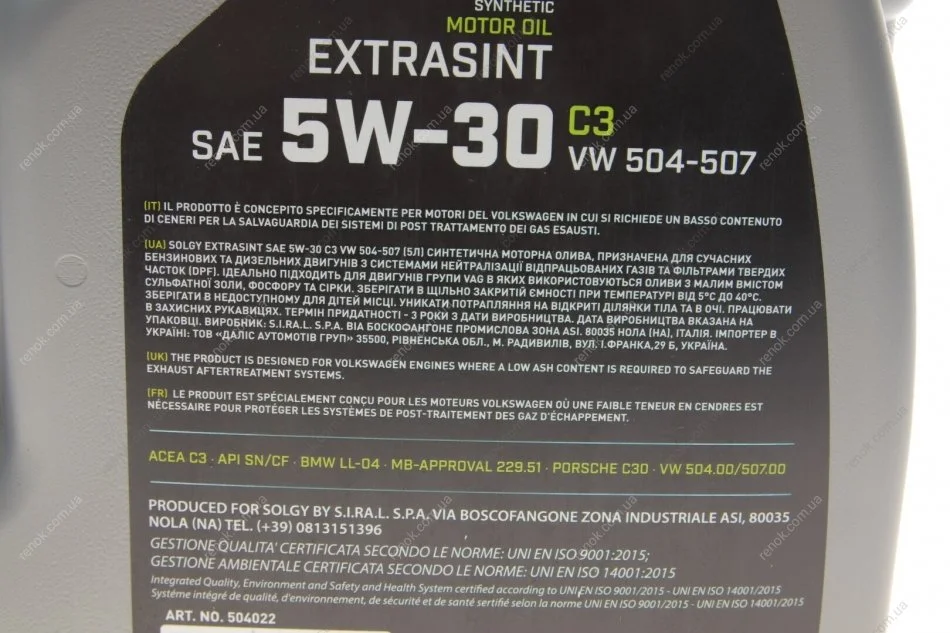 SYNTHETIC
MOTOR OIL
EXTRASINT
SAE 5W-30 C3
VW 504-507
(IT) IL PRODOTTO È CONCEPITO SPECIFICAMENTE PER MOTORI DEL VOLKSWAGEN IN CUI SI RICHIEDE UN BASSO CONTENUTO
DI CENERI PER LA SALVAGUARDIA DEI SISTEMI DI POST TRATTAMENTO DEI GAS ESAUSTI.
(UA) SOLGY EXTRASINT SAE 5W-30 C3 VW 504-507 (5Л) СИНТЕТИЧНА МОТОРНА ОЛИВА, ПРИЗНАЧЕНА ДЛЯ СУЧАСНИХ
БЕНЗИНОВИХ ТА ДИЗЕЛЬНИХ ДВИГУНІВ З СИСТЕМАМИ НЕЙТРАЛІЗАЦІЇ ВІДПРАЦЬОВАНИХ ГАЗІВ ТА ФІЛЬТРАМИ ТВЕРДИХ
ЧАСТОК (DPF). ІДЕАЛЬНО ПІДХОДИТЬ ДЛЯ ДВИГУНІВ ГРУПИ VAG В ЯКИХ ВИКОРИСТОВУЮТЬСЯ ОЛИВИ З МАЛИМ ВМІСТОМ
СУЛЬФАТНОЇ ЗОЛИ, ФОСФОРУ ТА СІРКИ. ЗБЕРІГАТИ В ЩІЛЬНО ЗАКРИТІЙ ЄМНОСТІ ПРИ ТЕМПЕРАТУРІ ВІД 5°С ДО 40°С.
ЗБЕРІГАТИ В НЕДОСТУПНОМУ ДЛЯ ДІТЕЙ МІСЦІ. УНИКАТИ ПОТРАПЛЯННЯ НА ВІДКРИТІ ДІЛЯНКИ ТІЛА ТА В ОЧІ. ПРАЦЮВАТИ
В ЗАХИСНИХ РУКАВИЦЯХ. ТЕРМІН ПРИДАТНОСТІ - 3 РОКИ З ДАТИ ВИРОБНИЦТВА. ДАТА ВИРОБНИЦТВА ВКАЗАНА НА
УПАКОВЦІ. ВИРОБНИК: S.I.RA.L. S.P.A. ВІА БОСКОФАНГОНЕ ПРОМИСЛОВА ЗОНА ASI. 80035 НОЛА (НА), ІТАЛІЯ. ІМПОРТЕР В
УКРАЇНІ: ТОВ «ДАЛІС АВТОМОТІВ ГРУП» 35500, РІВНЕНСЬКА ОБЛ., М. РАДИВИЛІВ, ВУЛ. І.ФРАНКА,29 Б, УКРАЇНА.
(UK) THE PRODUCT IS DESIGNED FOR VOLKSWAGEN ENGINES WHERE A LOW ASH CONTENT IS REQUIRED TO SAFEGUARD THE
EXHAUST AFTERTREATMENT SYSTEMS.
(FR) LE PRODUIT EST SPÉCIALEMENT CONÇU POUR LES MOTEURS VOLKSWAGEN OÙ UNE FAIBLE TENEUR EN CENDRES EST
NÉCESSAIRE POUR PROTÉGER LES SYSTÈMES DE POST-TRAITEMENT DES GAZ D'ÉCHAPPEMENT.
ACEA C3 · API SN/CF · BMW LL-04 · MB-APPROVAL 229.51 · PORSCHE C30 · VW 504.00/507.00
PRODUCED FOR SOLGY BY S.I.RA.L. S.P.A. VIA BOSCOFANGONE ZONA INDUSTRIALE ASI, 80035
NOLA (NA) TEL. (+39) 0813151396
GESTIONE QUALITA' CERTIFICATA SECONDO LE NORME: UNI EN ISO 9001:2015;
GESTIONE AMBIENTALE CERTIFICATA SECONDO LE NORME: UNI EN ISO 14001:2015
Integrated Quality, Environment and Safety and Health System certified according to UNI EN ISO 9001/2015 - UNI EN ISO 14001/2015
Système intégré de qualité, d'environnement, de sécurité et de santé sertifié selon la norme UNI EN ISO 9001/2015 - UNI EN ISO 14001/2015
ART. NO. 504022
renok.com.ua